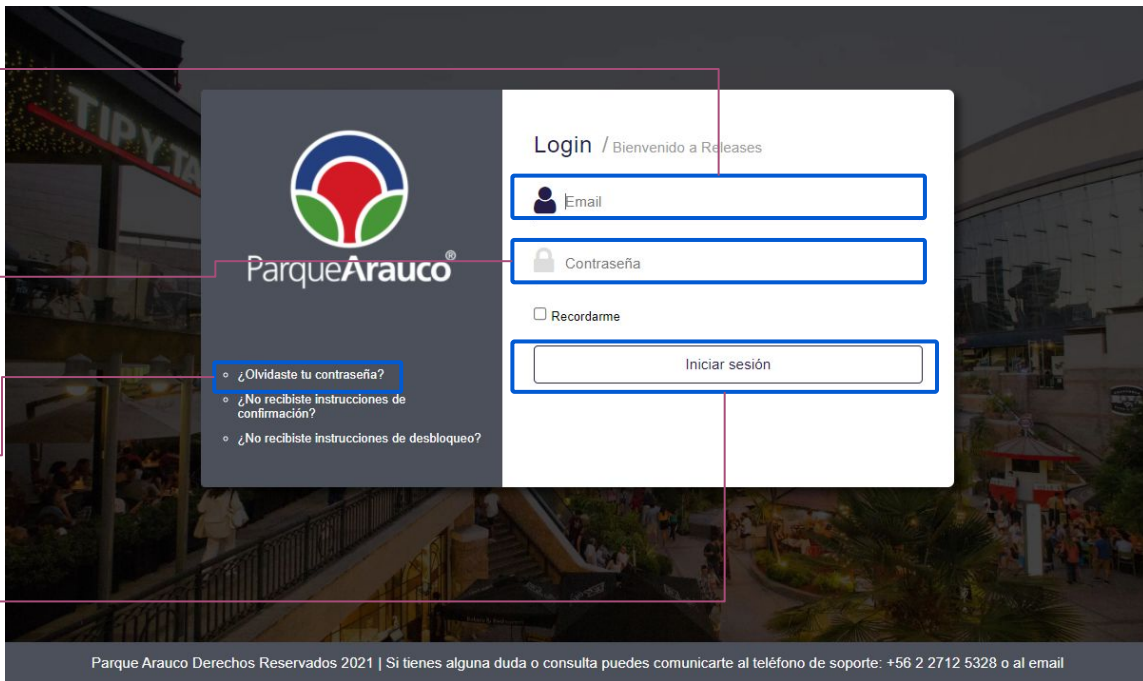 TIP Y TA
Login / Bienvenido a Releases
Email
Contraseña
Recordarme
Iniciar sesión
ParqueArauco®
¿Olvidaste tu contraseña?
¿No recibiste instrucciones de
confirmación?
¿No recibiste instrucciones de desbloqueo?
Parque Arauco Derechos Reservados 2021 | Si tienes alguna duda o consulta puedes comunicarte al teléfono de soporte: +56 2 2712 5328 o al email